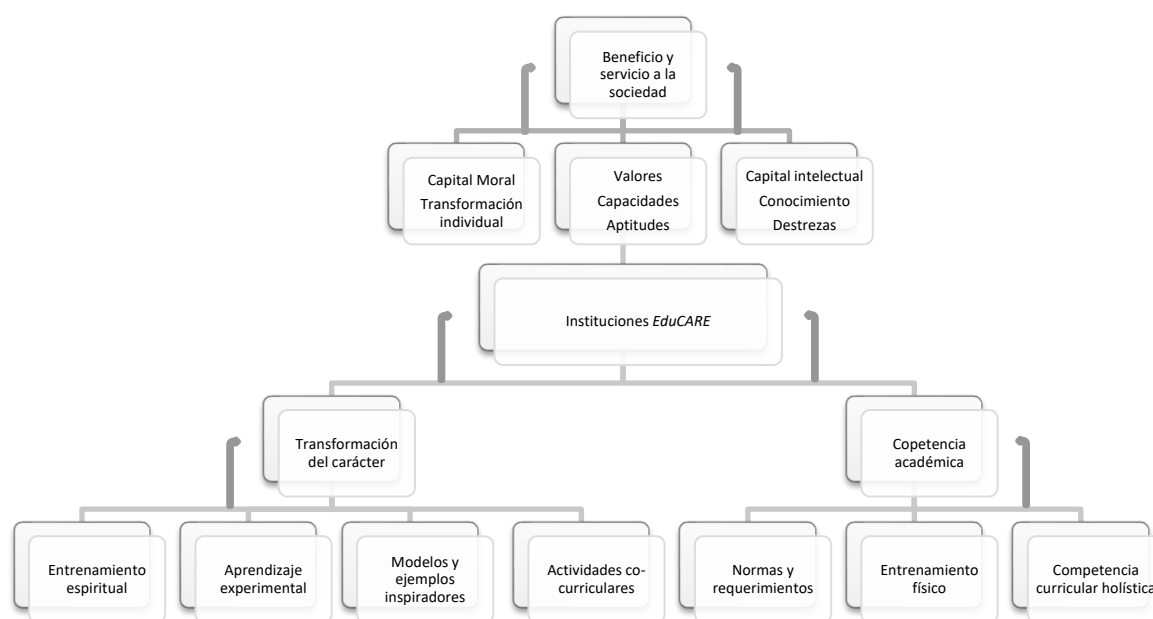 Beneficio y
servicio a la
sociedad
Capital Moral
Transformación
individual
Valores
Capacidades
Aptitudes
Capital intelectual
Conocimiento
Destrezas
Instituciones EduCARE
Transformación
del carácter
Copetencia
académica
Entrenamiento
espiritual
Aprendizaje
experimental
Modelos y
ejemplos
inspiradores
Actividades co-
curriculares
Normas y
requerimientos
Entrenamiento
físico
Competencia
curricular holística